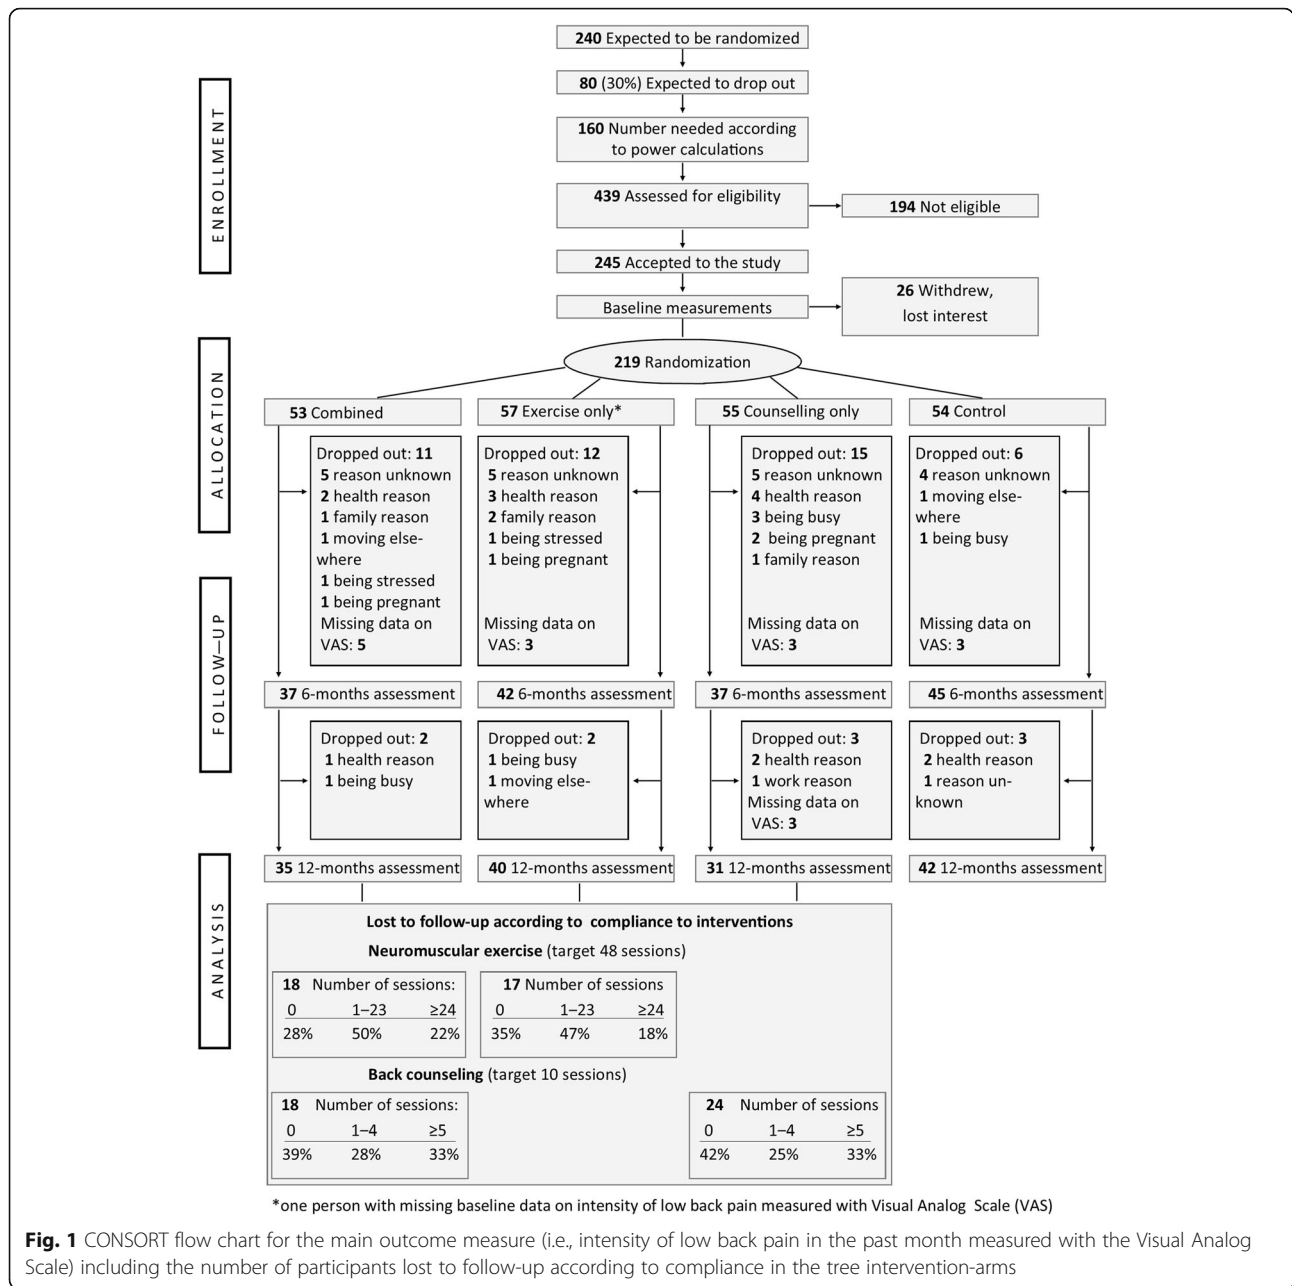 240 Expected to be randomized
80 (30%) Expected to drop out
160 Number needed according
to power calculations
439 Assessed for eligibility
194 Not eligible
245 Accepted to the study
Baseline measurements
26 Withdrew,
lost interest
ENROLLMENT
219 Randomization
ALLOCATION
53 Combined
57 Exercise only*
55 Counselling only
54 Control
Dropped out: 11
5 reason unknown
2 health reason
1 family reason
1 moving else-
where
1 being stressed
1 being pregnant
Missing data on
VAS: 5
Dropped out: 12
5 reason unknown
3 health reason
2 family reason
1 being stressed
1 being pregnant
Missing data on
VAS: 3
Dropped out: 15
5 reason unknown
4 health reason
3 being busy
2 being pregnant
1 family reason
Missing data on
VAS: 3
Dropped out: 6
4 reason unknown
1 moving else-
where
1 being busy
Missing data on
VAS: 3
FOLLOW—UP
37 6-months assessment
42 6-months assessment
37 6-months assessment
45 6-months assessment
Dropped out: 2
1 health reason
1 being busy
Dropped out: 2
1 being busy
1 moving else-
where
Dropped out: 3
2 health reason
1 work reason
Missing data on
VAS: 3
Dropped out: 3
2 health reason
1 reason un-
known
35 12-months assessment
40 12-months assessment
31 12-months assessment
42 12-months assessment
ANALYSIS
Lost to follow-up according to compliance to interventions
Neuromuscular exercise (target 48 sessions)
18 Number of sessions:
0 1–23 ≥24
28% 50% 22%
17 Number of sessions
0 1–23 ≥24
35% 47% 18%
Back counseling (target 10 sessions)
18 Number of sessions:
0 1–4 ≥5
39% 28% 33%
24 Number of sessions
0 1–4 ≥5
42% 25% 33%
*one person with missing baseline data on intensity of low back pain measured with Visual Analog Scale (VAS)
Fig. 1 CONSORT flow chart for the main outcome measure (i.e., intensity of low back pain in the past month measured with the Visual Analog
Scale) including the number of participants lost to follow-up according to compliance in the tree intervention-arms